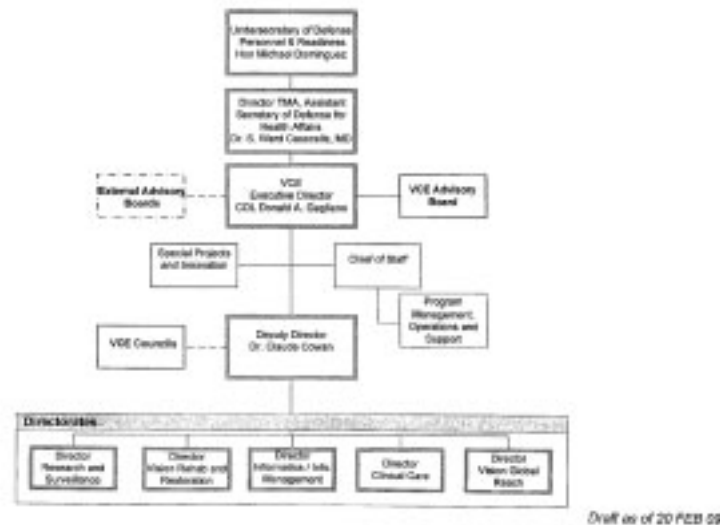 Undersecretary of Defense
Personnel & Readiness
Hon Michael Dominguez
Director TMA, Assistant
Secretary of Defense for
Health Affairs
Dr. S. Ward Casscells, MD
External Advisory
Boards
VCE
Executive Director
COL Donald A. Gagliano
VCE Advisory
Board
Special Projects
and Innovation
Chief of Staff
Program
Management,
Operations and
Support
VCE Councils
Deputy Director
Dr. Claude Cowan
Directorates
Director
Research and
Surveillance
Director
Vision Rehab and
Restoration
Director
Informatics / Info.
Management
Director
Clinical Care
Director
Vision Global
Reach
Draft as of 20 FEB 09